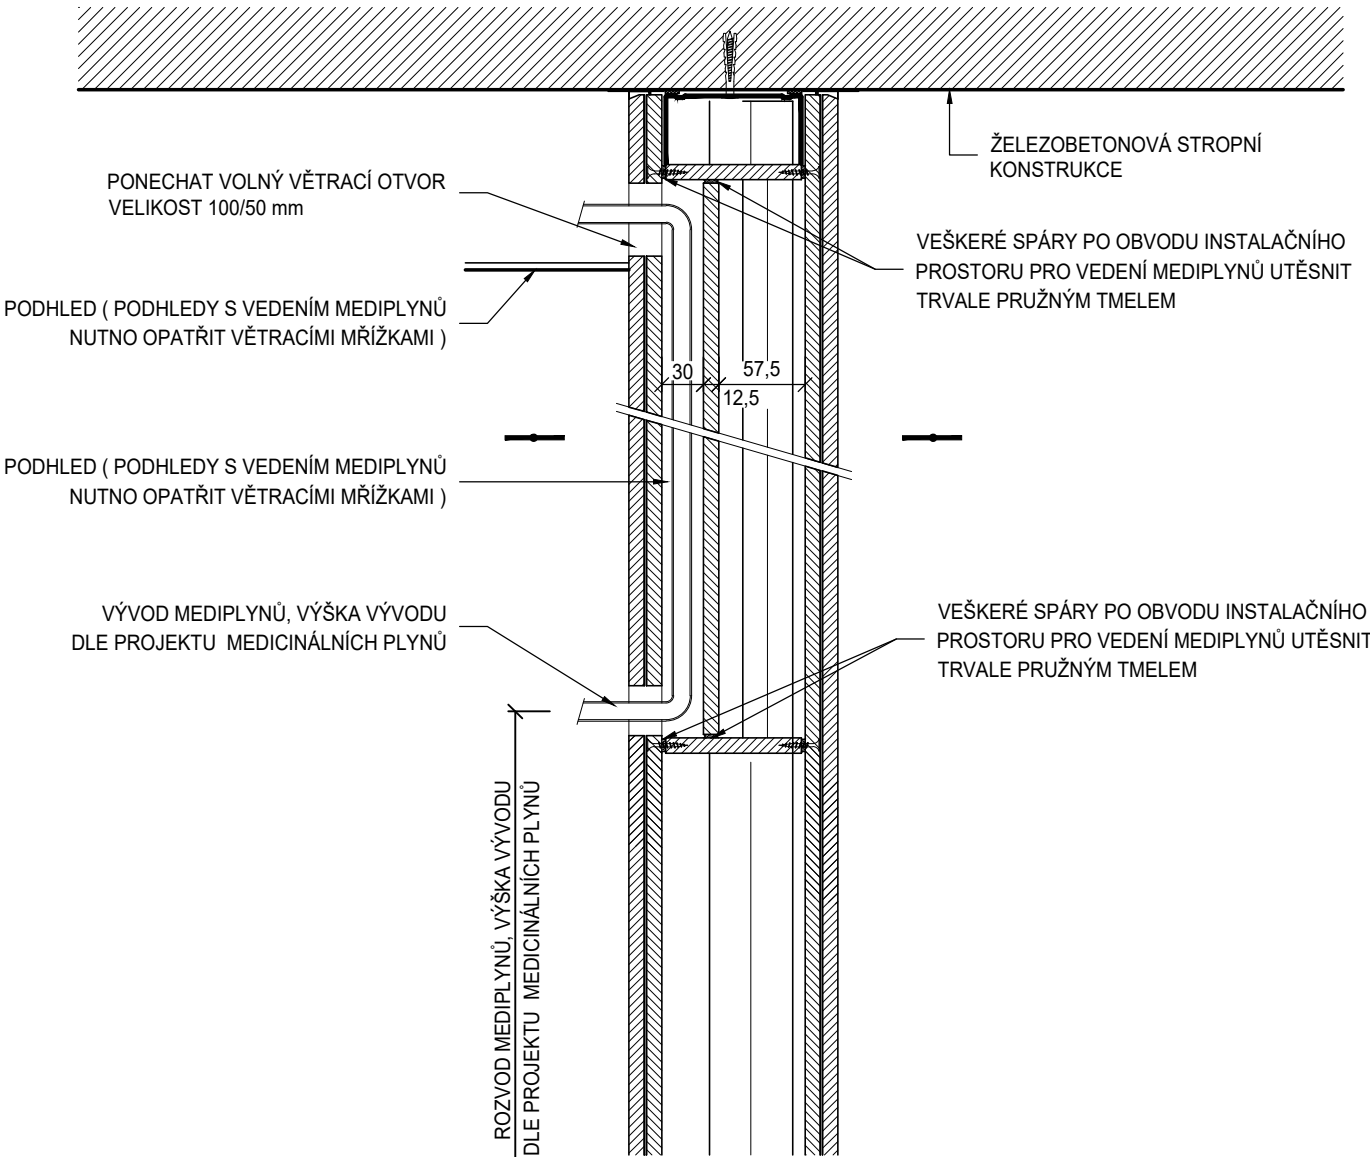 ŽELEZOBETONOVÁ STROPNÍ
KONSTRUKCE
PONECHAT VOLNÝ VĚTRACÍ OTVOR
VELIKOST 100/50 mm
VEŠKERÉ SPÁRY PO OBVODU INSTALAČNÍHO
PROSTORU PRO VEDENÍ MEDIPLYNŮ UTĚSNIT
TRVALE PRUŽNÝM TMELEM
PODHLED ( PODHLEDY S VEDENÍM MEDIPLYNŮ
NUTNO OPATŘIT VĚTRACÍMI MŘÍŽKAMI )
30
57,5
12,5
PODHLED ( PODHLEDY S VEDENÍM MEDIPLYNŮ
NUTNO OPATŘIT VĚTRACÍMI MŘÍŽKAMI )
VÝVOD MEDIPLYNŮ, VÝŠKA VÝVODU
DLE PROJEKTU MEDICINÁLNÍCH PLYNŮ
VEŠKERÉ SPÁRY PO OBVODU INSTALAČNÍHO
PROSTORU PRO VEDENÍ MEDIPLYNŮ UTĚSNIT
TRVALE PRUŽNÝM TMELEM
ROZVOD MEDIPLYNŮ, VÝŠKA VÝVODU
DLE PROJEKTU MEDICINÁLNÍCH PLYNŮ